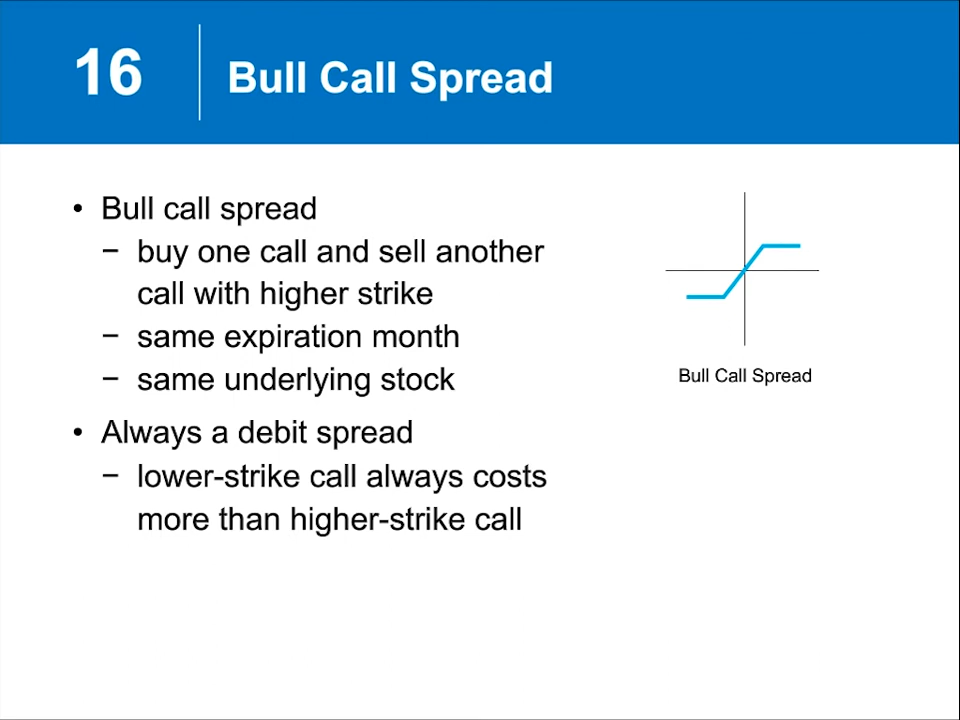 16
Bull Call Spread
• Bull call spread
− buy one call and sell another
call with higher strike
− same expiration month
− same underlying stock
• Always a debit spread
− lower-strike call always costs
more than higher-strike call
Bull Call Spread